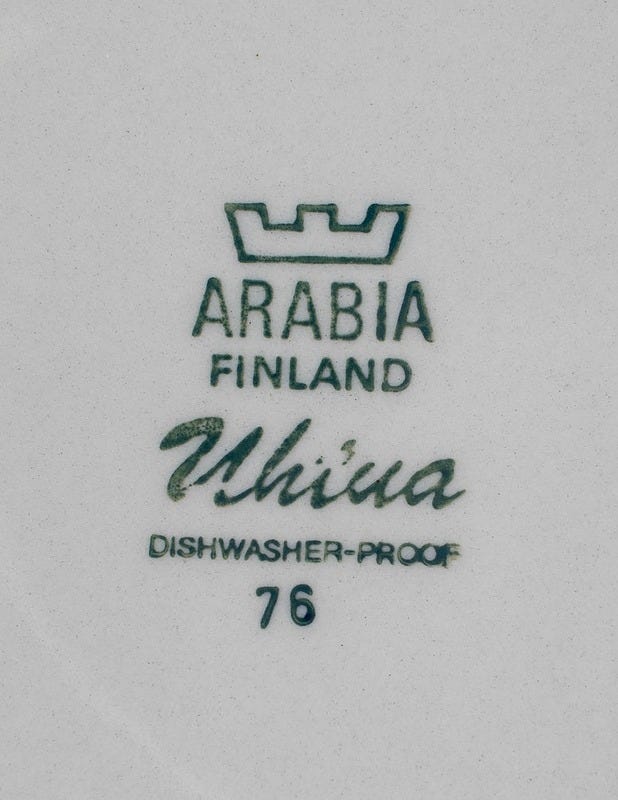 ARABIA
FINLAND
Uhtua
DISHWASHER-PROOF
76